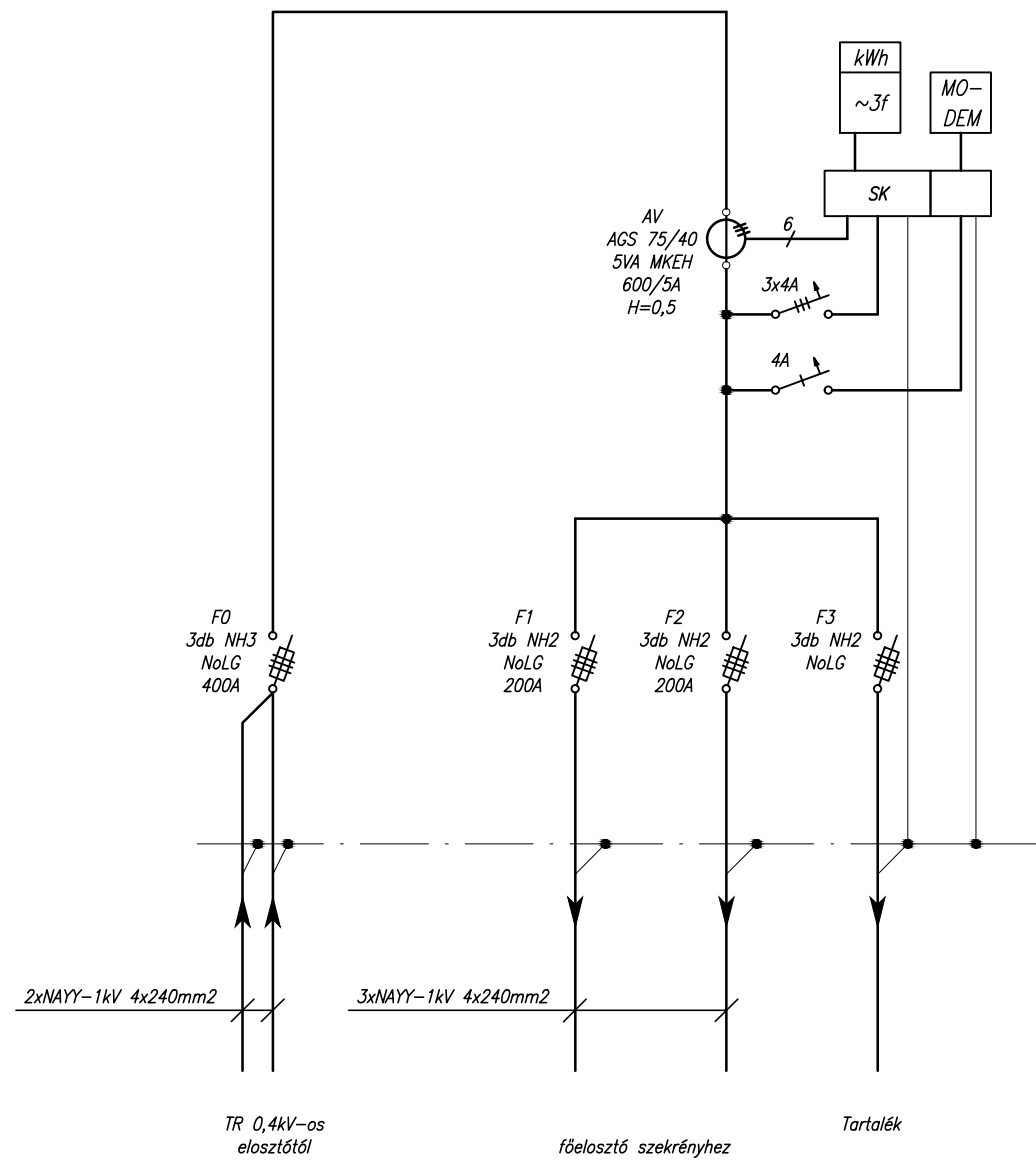 kWh
~3f
MO-
DEM
SK
AV
AGS 75/40
5VA MKEH
600/5A
H=0,5
6
3x4A
4A
F0
3db NH3
NoLG
400A
F1
3db NH2
NoLG
200A
F2
3db NH2
NoLG
200A
F3
3db NH2
NoLG
2xNAYY-1kV 4x240mm2
3xNAYY-1kV 4x240mm2
TR 0,4kV-os
elosztótól
főelosztó szekrényhez
Tartalék